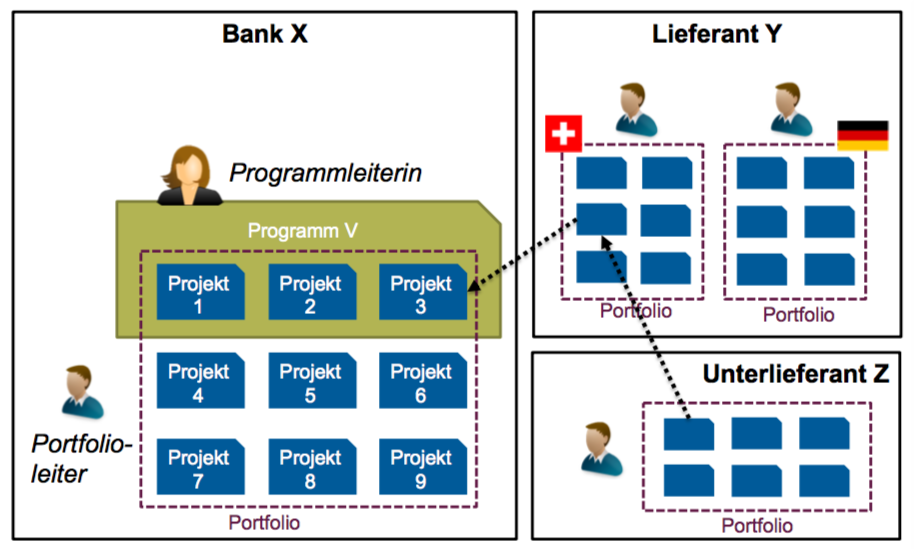 Bank X
Programmleiterin
Programm V
Projekt
1
Projekt
2
Projekt
3
Projekt
4
Projekt
5
Projekt
6
Portfolio-
leiter
Projekt
7
Projekt
8
Projekt
9
Portfolio
Lieferant Y
Portfolio
Portfolio
Unterlieferant Z
Portfolio